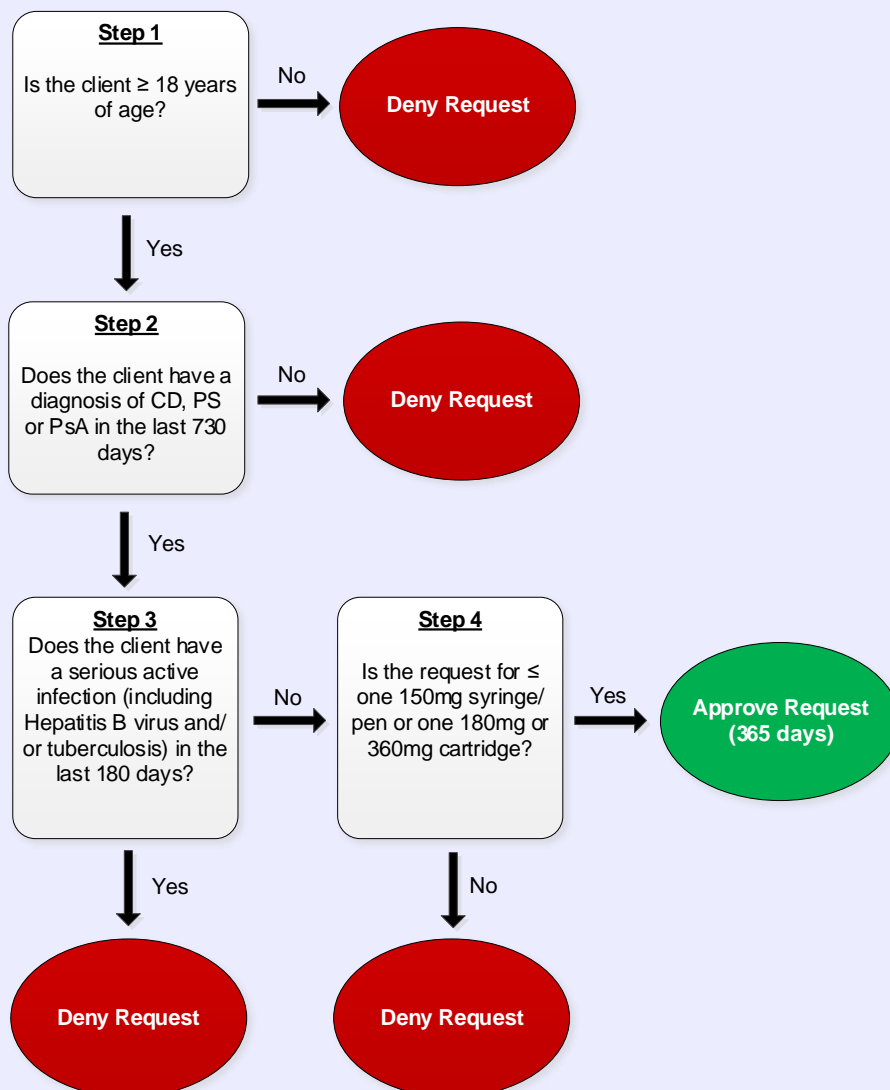 Step 1
Is the client ≥ 18 years
of age?
No
Deny Request
Yes
Step 2
Does the client have a
diagnosis of CD, PS
or PsA in the last 730
days?
No
Deny Request
Yes
Step 3
Does the client have
a serious active
infection (including
Hepatitis B virus and/
or tuberculosis) in the
last 180 days?
No
Step 4
Is the request for ≤
one 150mg syringe/
pen or one 180mg or
360mg cartridge?
Yes
Approve Request
(365 days)
Yes
No
Deny Request
Deny Request